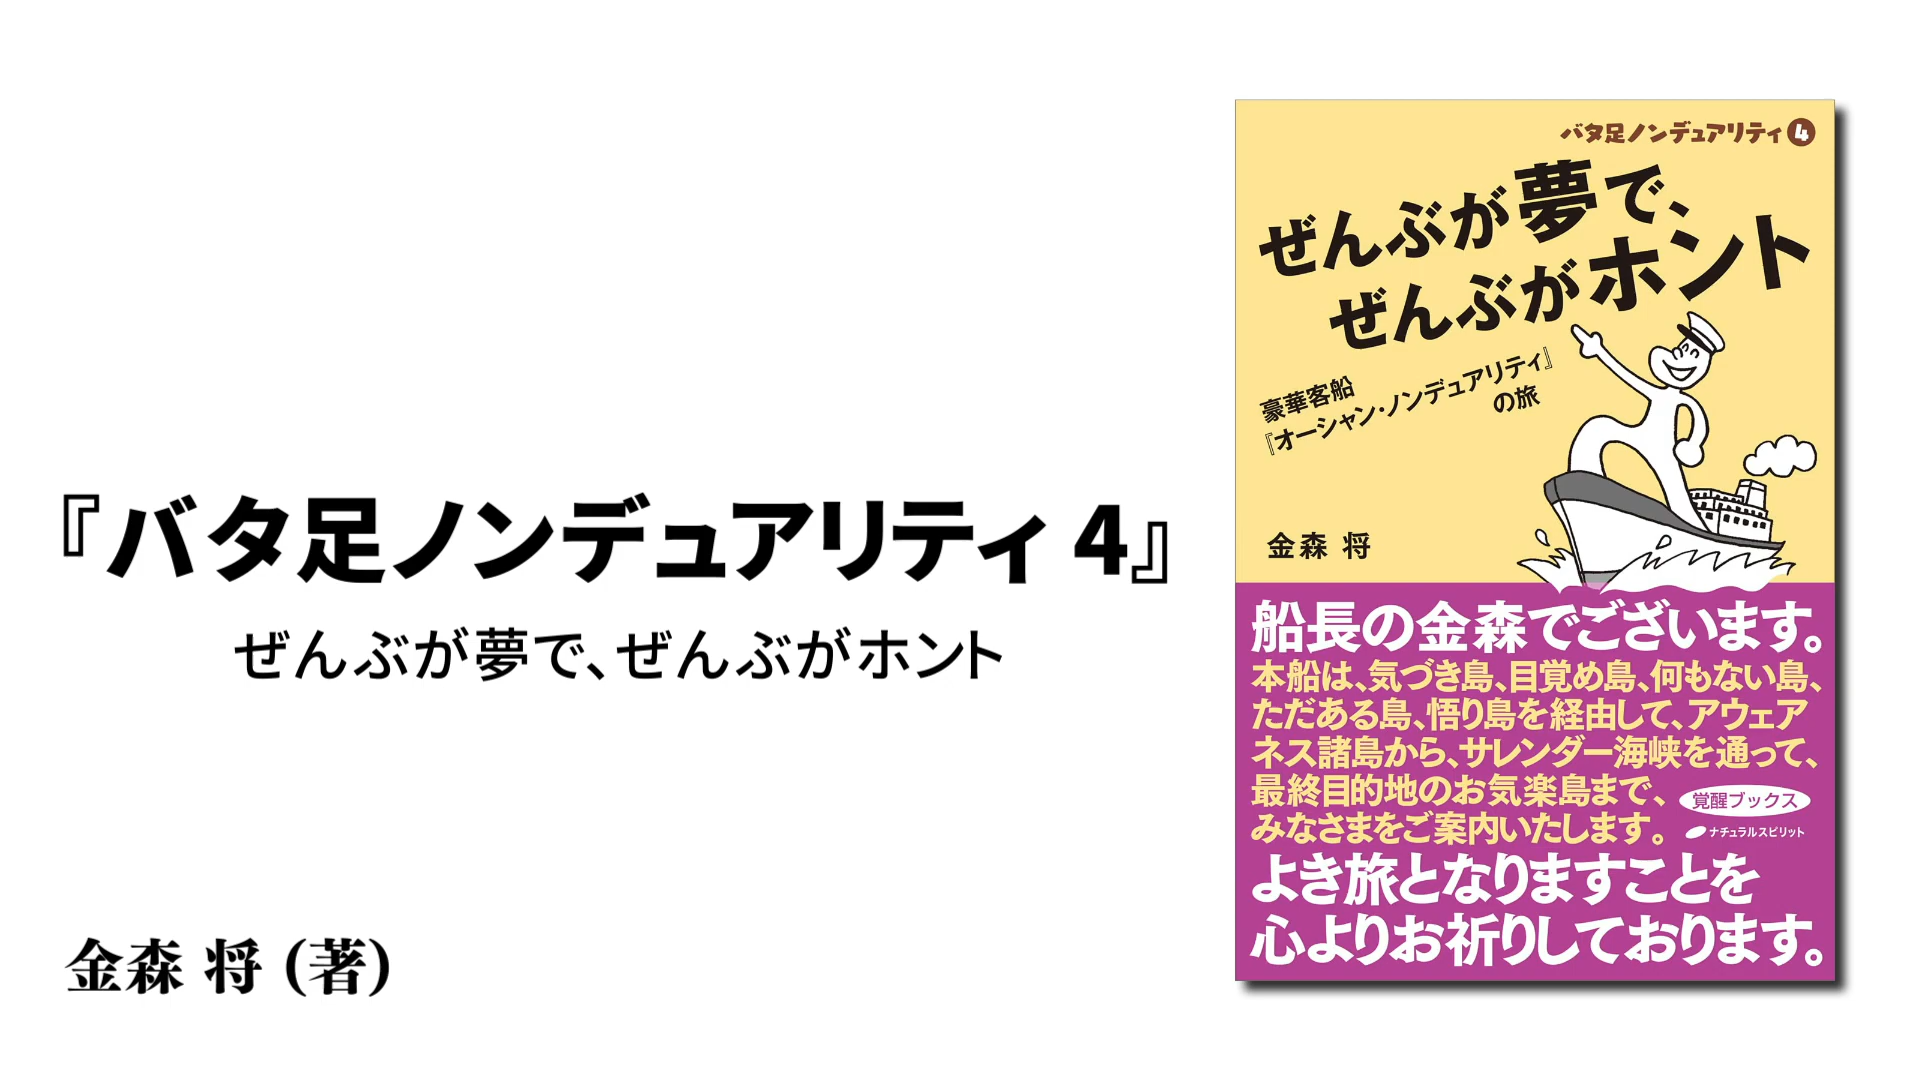 『バタ足ノンデュアリティ 4』
ぜんぶが夢で、ぜんぶがホント
金森 将 (著)
バタ足ノンデュアリティ4
ぜんぶが夢で、
ぜんぶがホント
豪華客船
『オーシャン・ノンデュアリティ』
の旅
金森 将
船長の金森でございます。
本船は、気づき島、目覚め島、何もない島、
ただある島、悟り島を経由して、アウェア
ネス諸島から、サレンダー海峡を通って、
最終目的地のお気楽島まで、
みなさまをご案内いたします。
覚醒ブックス
ナチュラルスピリット
よき旅となりますことを
心よりお祈りしております。